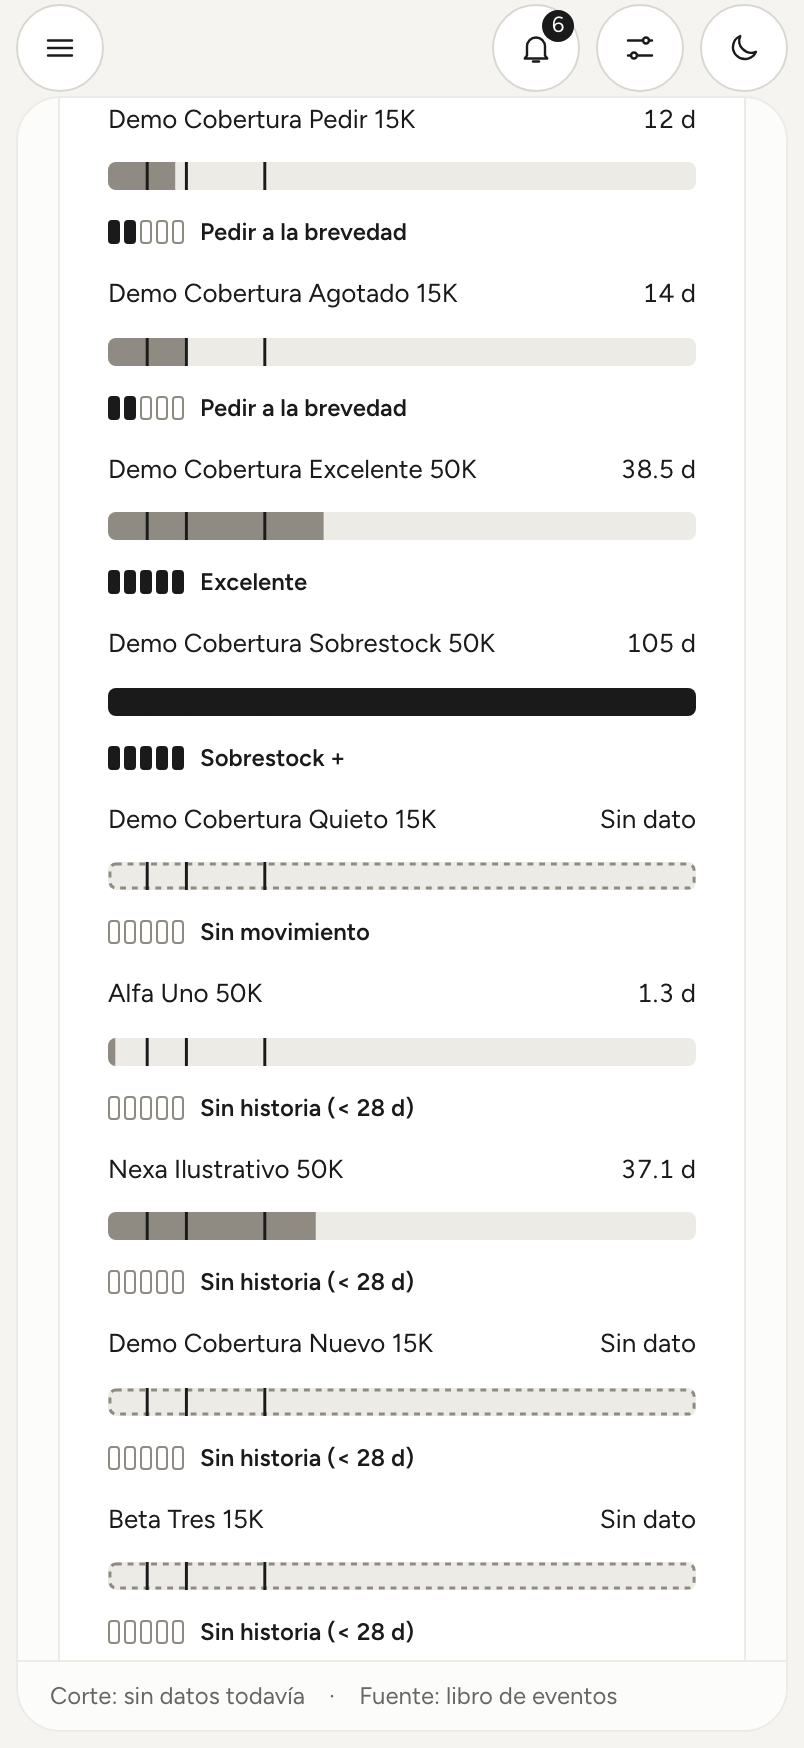 6
Demo Cobertura Pedir 15K 12 d
Pedir a la brevedad
Demo Cobertura Agotado 15K 14 d
Pedir a la brevedad
Demo Cobertura Excelente 50K 38.5 d
Excelente
Demo Cobertura Sobrestock 50K 105 d
Sobrestock +
Demo Cobertura Quieto 15K Sin dato
Sin movimiento
Alfa Uno 50K 1.3 d
Sin historia (< 28 d)
Nexa Ilustrativo 50K 37.1 d
Sin historia (< 28 d)
Demo Cobertura Nuevo 15K Sin dato
Sin historia (< 28 d)
Beta Tres 15K Sin dato
Sin historia (< 28 d)
Corte: sin datos todavía · Fuente: libro de eventos